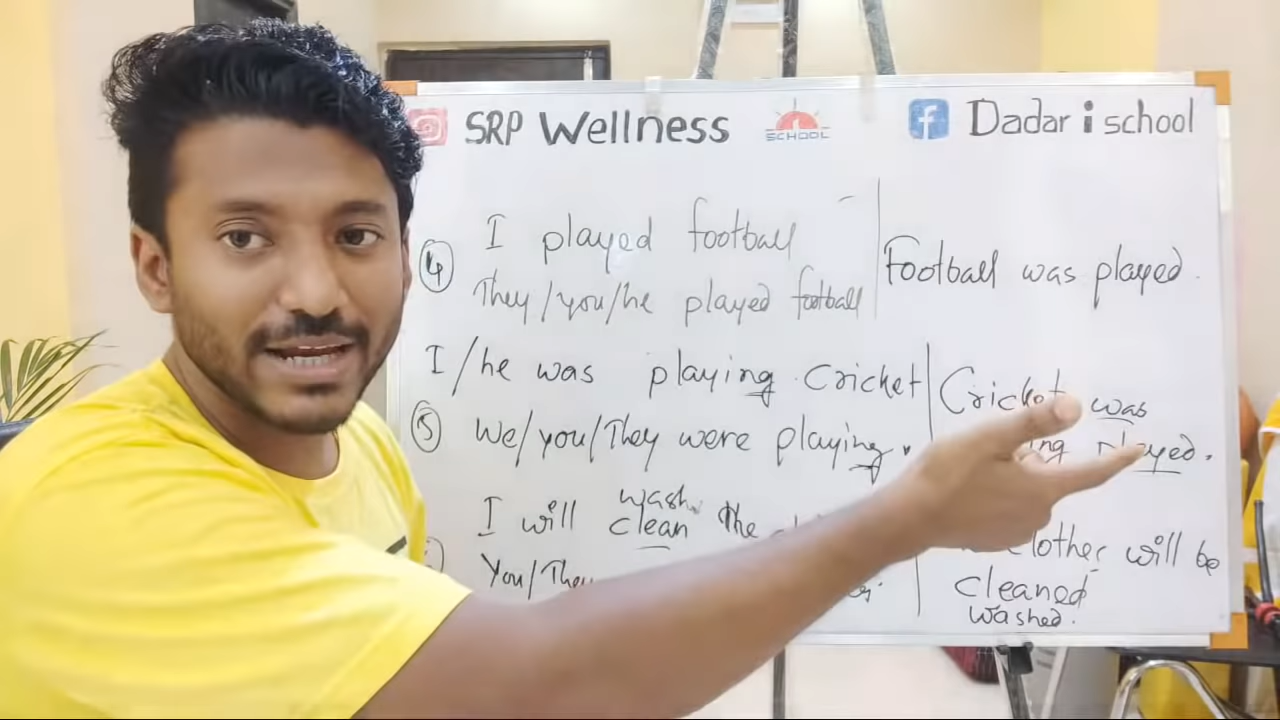 SRP Wellness
SCHOOL
Dadar i school
4 I played football
They/you/he played football
Football was played.
I/he was playing Cricket
5 We/you/They were playing.
Cricket was
played.
wash
I will clean the
You/They
will be
cleaned
washed.